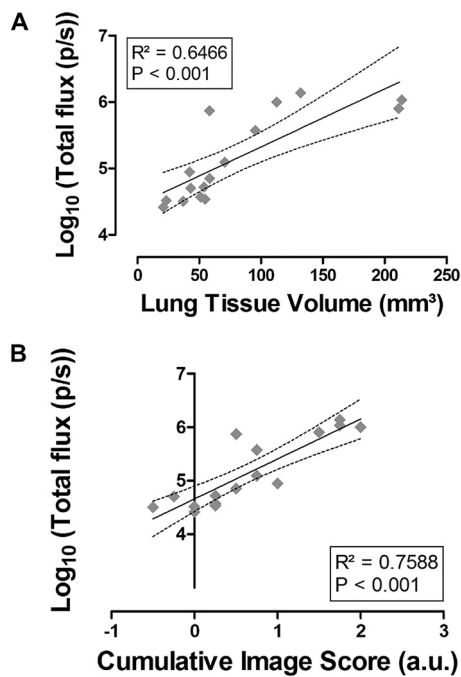 A
R² = 0.6466
P < 0.001
Log₁₀ (Total flux (p/s))
7
6
5
4
0 50 100 150 200 250
Lung Tissue Volume (mm³)
B
Log₁₀ (Total flux (p/s))
7
6
5
4
R² = 0.7588
P < 0.001
-1 0 1 2 3
Cumulative Image Score (a.u.)